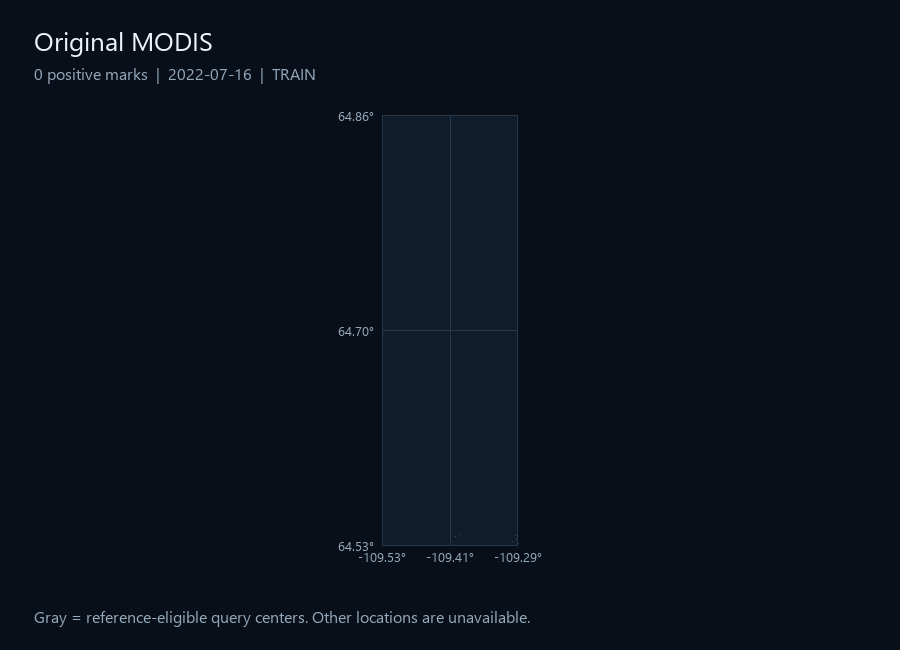 Original MODIS
0 positive marks | 2022-07-16 | TRAIN
64.86°
64.70°
64.53°
-109.53° -109.41° -109.29°
Gray = reference-eligible query centers. Other locations are unavailable.